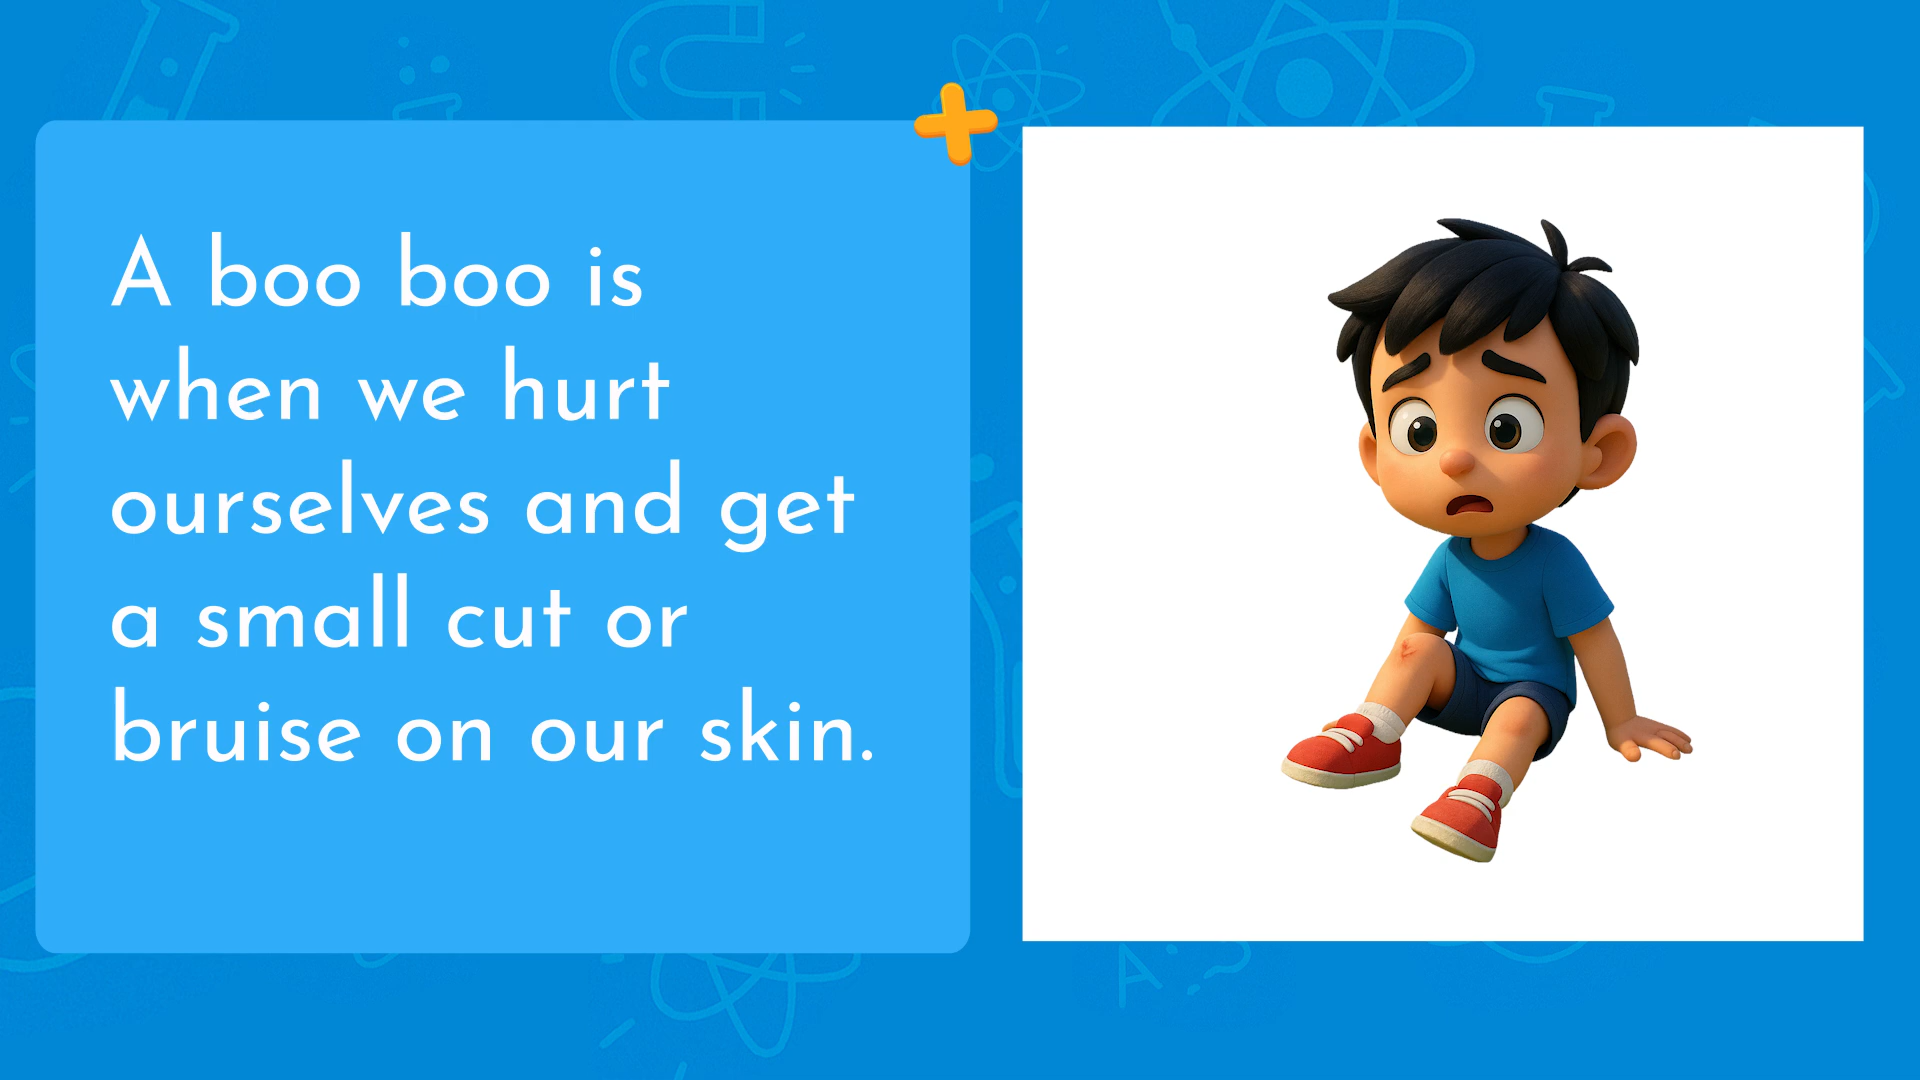 A boo boo is
when we hurt
ourselves and get
a small cut or
bruise on our skin.